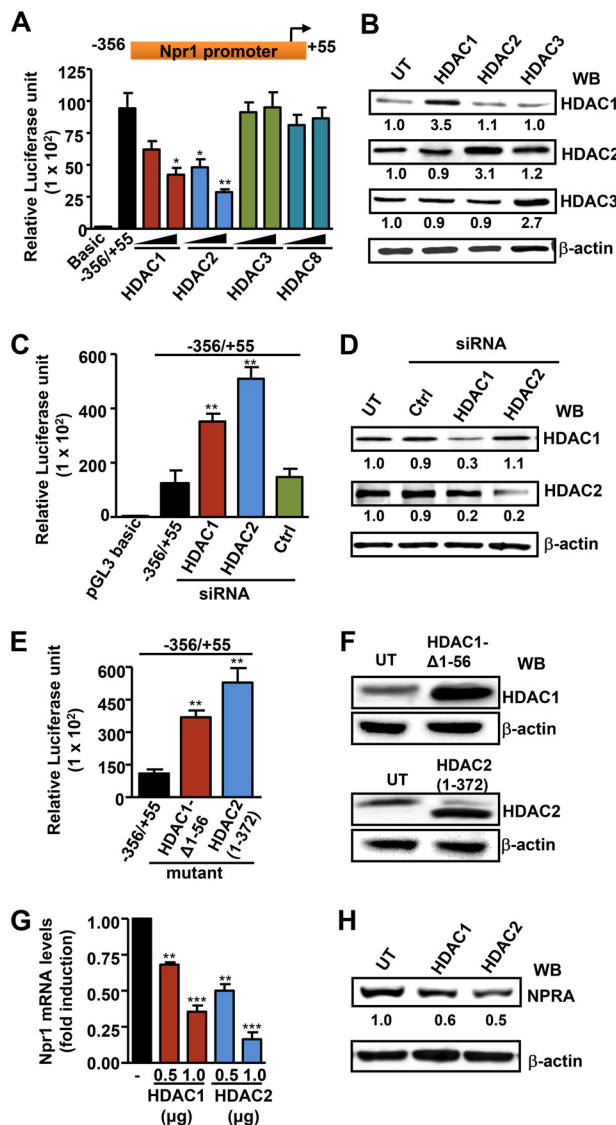 A
-356
Npr1 promoter
+55
Relative Luciferase unit
(1 x 10²)
125
100
75
50
25
0
*
*
**
Basic
-356/+55
HDAC1
HDAC2
HDAC3
HDAC8
B
UT
HDAC1
HDAC2
HDAC3
WB
HDAC1
1.0 3.5 1.1 1.0
HDAC2
1.0 0.9 3.1 1.2
HDAC3
1.0 0.9 0.9 2.7
β-actin
C
-356/+55
Relative Luciferase unit
(1 x 10²)
600
400
200
0
**
**
pGL3 basic
-356/+55
HDAC1
HDAC2
Ctrl
siRNA
D
siRNA
UT
Ctrl
HDAC1
HDAC2
WB
HDAC1
1.0 0.9 0.3 1.1
HDAC2
1.0 0.9 0.2 0.2
β-actin
E
-356/+55
Relative Luciferase unit
(1 x 10²)
600
450
300
150
0
**
**
-356/+55
HDAC1-
Δ1-56
HDAC2
(1-372)
mutant
F
UT
HDAC1-
Δ1-56
WB
HDAC1
β-actin
UT
HDAC2
(1-372)
HDAC2
β-actin
G
Npr1 mRNA levels
(fold induction)
1.00
0.75
0.50
0.25
0
**
***
**
***
- 0.5 1.0 0.5 1.0
HDAC1 HDAC2
(μg) (μg)
H
UT
HDAC1
HDAC2
WB
NPRA
1.0 0.6 0.5
β-actin